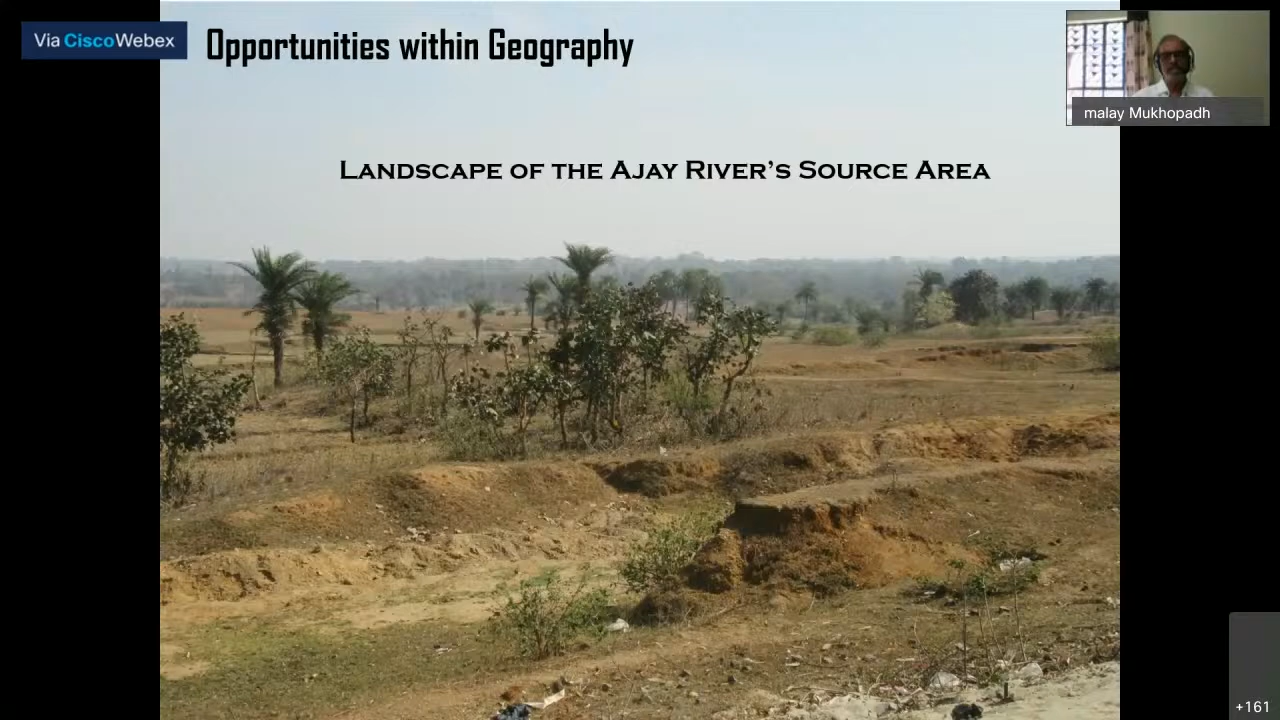 Via CiscoWebex
Opportunities within Geography
malay Mukhopadh
LANDSCAPE OF THE AJAY RIVER'S SOURCE AREA
+161